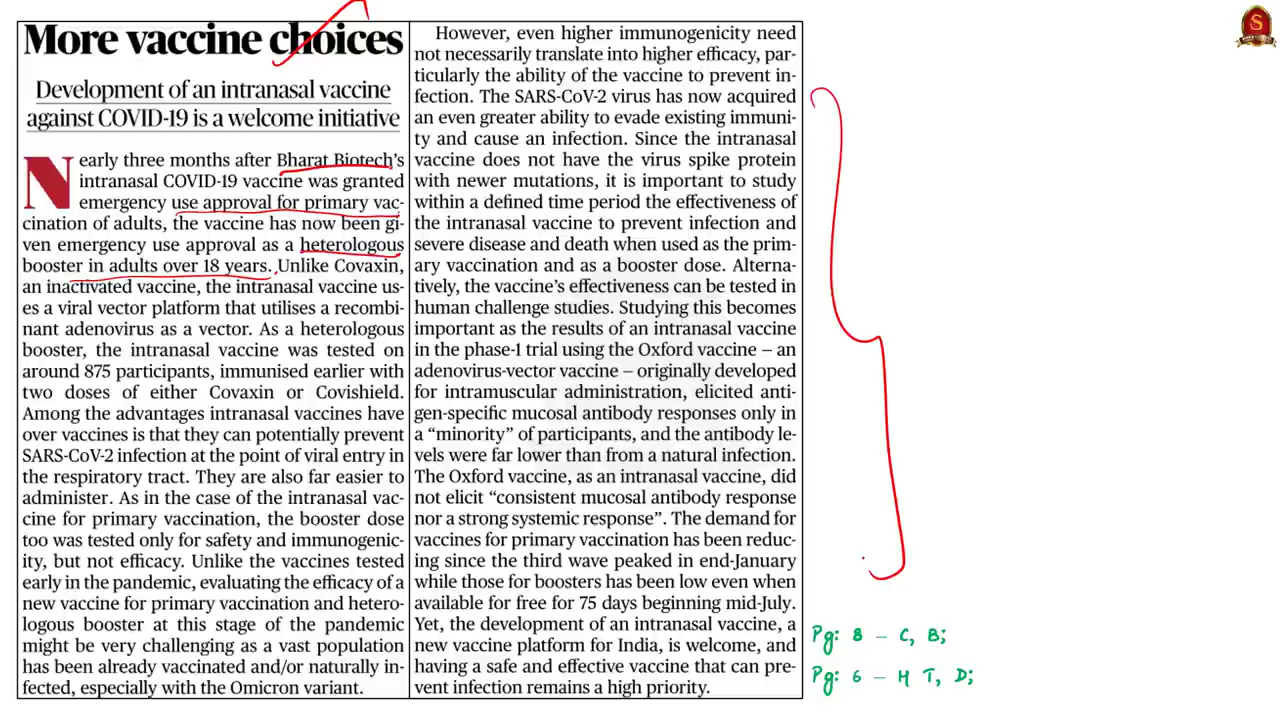 More vaccine choices
Development of an intranasal vaccine
against COVID-19 is a welcome initiative
Nearly three months after Bharat Biotech's
intranasal COVID-19 vaccine was granted
emergency use approval for primary vac-
cination of adults, the vaccine has now been gi-
ven emergency use approval as a heterologous
booster in adults over 18 years. Unlike Covaxin,
an inactivated vaccine, the intranasal vaccine us-
es a viral vector platform that utilises a recombi-
nant adenovirus as a vector. As a heterologous
booster, the intranasal vaccine was tested on
around 875 participants, immunised earlier with
two doses of either Covaxin or Covishield.
Among the advantages intranasal vaccines have
over vaccines is that they can potentially prevent
SARS-CoV-2 infection at the point of viral entry in
the respiratory tract. They are also far easier to
administer. As in the case of the intranasal vac-
cine for primary vaccination, the booster dose
too was tested only for safety and immunogenic-
ity, but not efficacy. Unlike the vaccines tested
early in the pandemic, evaluating the efficacy of a
new vaccine for primary vaccination and hetero-
logous booster at this stage of the pandemic
might be very challenging as a vast population
has been already vaccinated and/or naturally in-
fected, especially with the Omicron variant.
However, even higher immunogenicity need
not necessarily translate into higher efficacy, par-
ticularly the ability of the vaccine to prevent in-
fection. The SARS-CoV-2 virus has now acquired
an even greater ability to evade existing immuni-
ty and cause an infection. Since the intranasal
vaccine does not have the virus spike protein
with newer mutations, it is important to study
within a defined time period the effectiveness of
the intranasal vaccine to prevent infection and
severe disease and death when used as the prim-
ary vaccination and as a booster dose. Alterna-
tively, the vaccine's effectiveness can be tested in
human challenge studies. Studying this becomes
important as the results of an intranasal vaccine
in the phase-1 trial using the Oxford vaccine – an
adenovirus-vector vaccine – originally developed
for intramuscular administration, elicited anti-
gen-specific mucosal antibody responses only in
a “minority” of participants, and the antibody le-
vels were far lower than from a natural infection.
The Oxford vaccine, as an intranasal vaccine, did
not elicit “consistent mucosal antibody response
nor a strong systemic response”. The demand for
vaccines for primary vaccination has been reduc-
ing since the third wave peaked in end-January
while those for boosters has been low even when
available for free for 75 days beginning mid-July.
Yet, the development of an intranasal vaccine, a
new vaccine platform for India, is welcome, and
having a safe and effective vaccine that can pre-
vent infection remains a high priority.
Pg: 8 – C, B;
Pg: 6 – H T, D;
S